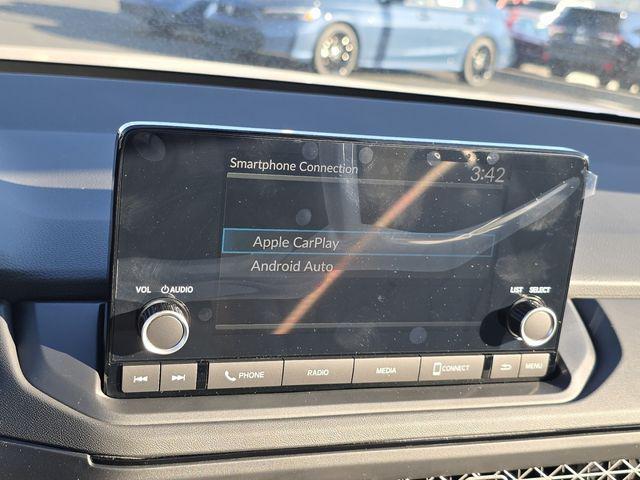 Smartphone Connection
3:42
Apple CarPlay
Android Auto
VOL AUDIO
LIST SELECT
PHONE
RADIO
MEDIA
CONNECT
MENU